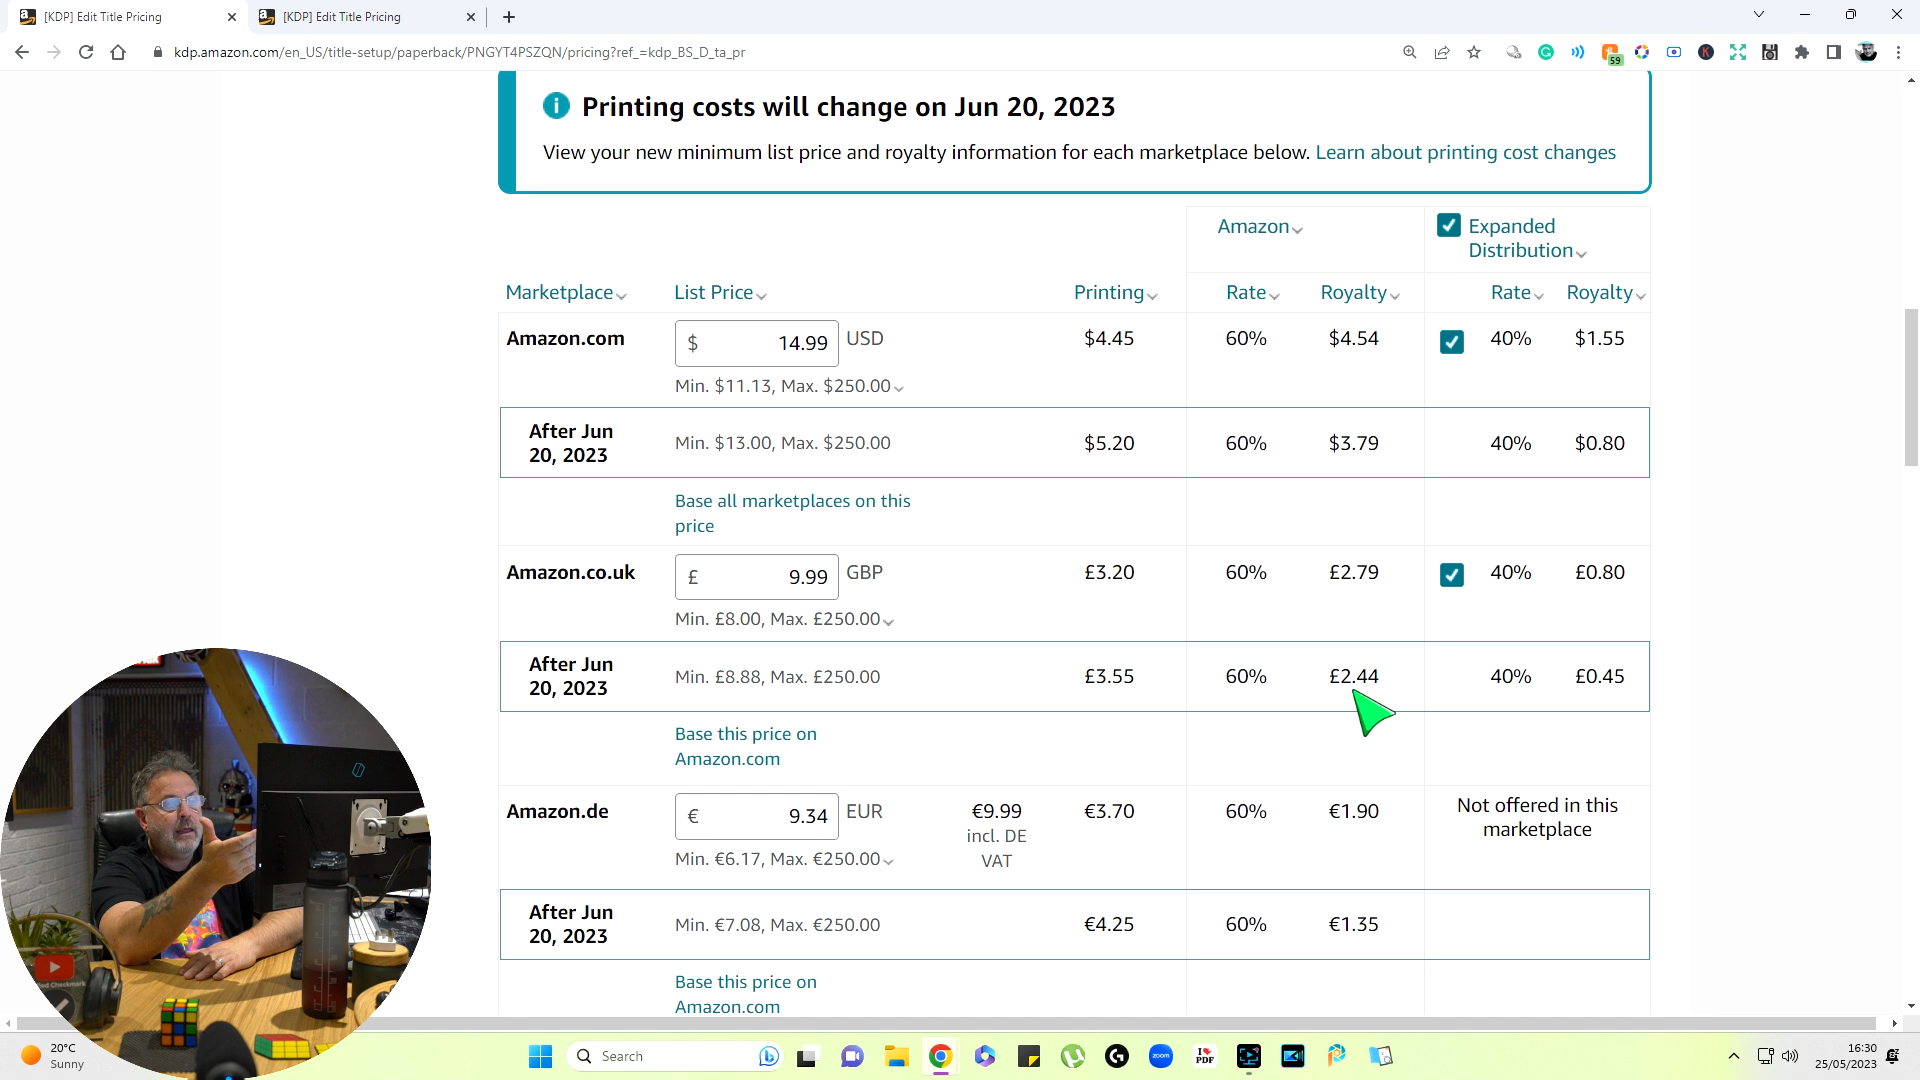 [KDP] Edit Title Pricing
[KDP] Edit Title Pricing
kdp.amazon.com/en_US/title-setup/paperback/PNGYT4PSZQN/pricing?ref_=kdp_BS_D_ta_pr
59
K
Printing costs will change on Jun 20, 2023
View your new minimum list price and royalty information for each marketplace below. Learn about printing cost changes
Amazon
Expanded
Distribution
Marketplace List Price Printing Rate Royalty Rate Royalty
Amazon.com $ 14.99 USD $4.45 60% $4.54 40% $1.55
Min. $11.13, Max. $250.00
After Jun
20, 2023
Min. $13.00, Max. $250.00 $5.20 60% $3.79 40% $0.80
Base all marketplaces on this
price
Amazon.co.uk £ 9.99 GBP £3.20 60% £2.79 40% £0.80
Min. £8.00, Max. £250.00
After Jun
20, 2023
Min. £8.88, Max. £250.00 £3.55 60% £2.44 40% £0.45
Base this price on
Amazon.com
Amazon.de € 9.34 EUR €9.99 €3.70 60% €1.90
incl. DE
VAT
Not offered in this
marketplace
Min. €6.17, Max. €250.00
After Jun
20, 2023
Min. €7.08, Max. €250.00 €4.25 60% €1.35
Base this price on
Amazon.com
20°C
Sunny
Search
zoom
I PDF
16:30
25/05/2023